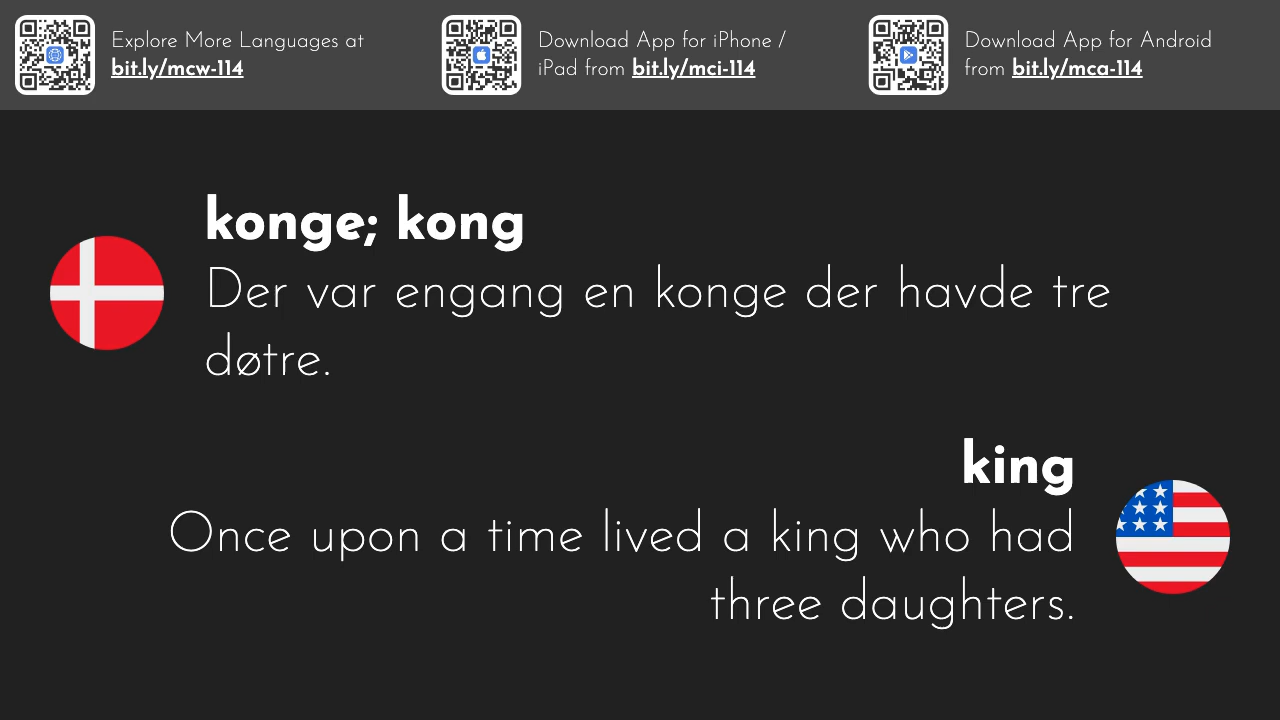 Explore More Languages at
bit.ly/mcw-114
Download App for iPhone /
iPad from bit.ly/mci-114
Download App for Android
from bit.ly/mca-114
konge; kong
Der var engang en konge der havde tre
døtre.
king
Once upon a time lived a king who had
three daughters.